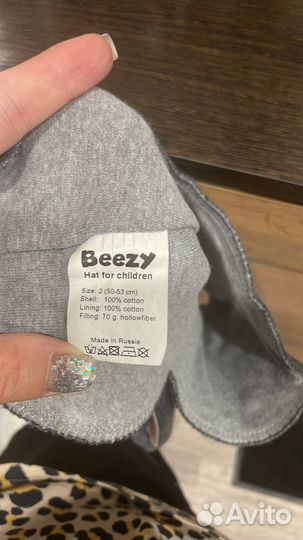 Beezy
Hat for children
Size: 2 (50-53 cm)
Shell: 100% cotton
Lining: 100% cotton
Filling: 70 g. hollowfiber
Made in Russia
Avito